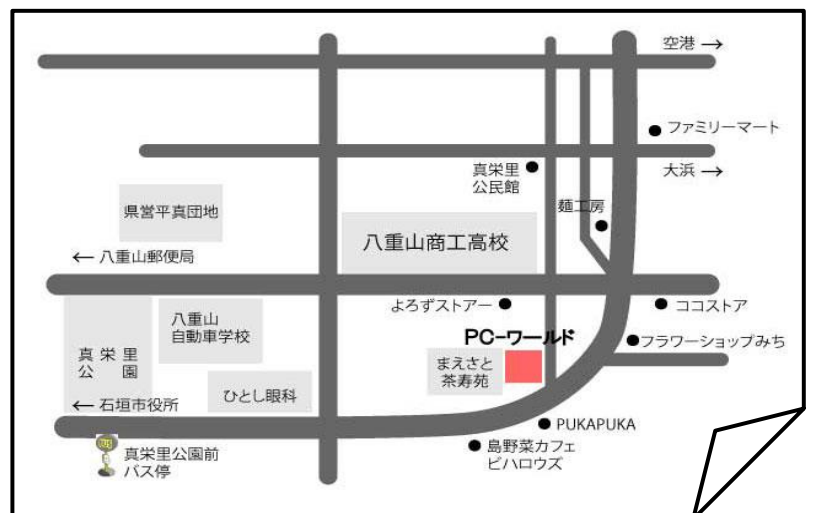 空港 →
ファミリーマート
真栄里
公民館
大浜 →
県営平真団地
麺工房
八重山商工高校
← 八重山郵便局
よろずストアー
ココストア
八重山
自動車学校
PC-ワールド
フラワーショップみち
真栄里
公園
まえさと
茶寿苑
ひとし眼科
← 石垣市役所
PUKAPUKA
島野菜カフェ
ビハロウズ
真栄里公園前
バス停